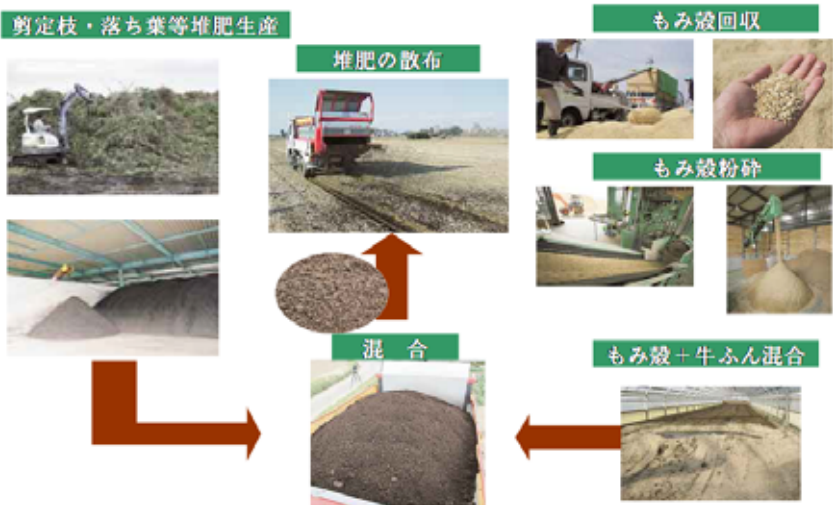 剪定枝・落ち葉等堆肥生産
堆肥の散布
もみ殻回収
もみ殻粉砕
混 合
もみ殻+牛ふん混合